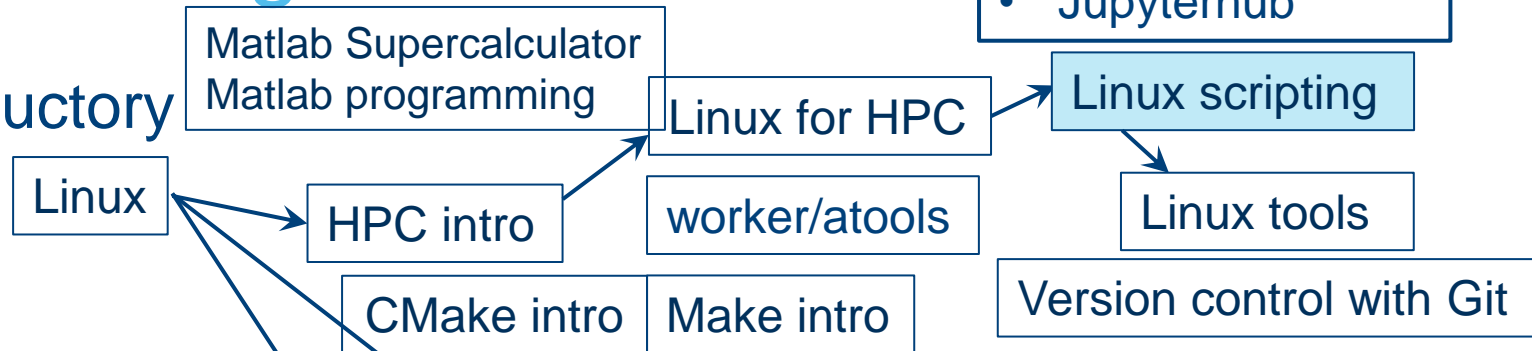 • Jupyterhub
Matlab Supercalculator
Matlab programming
uctory
Linux for HPC
Linux scripting
Linux
HPC intro
worker/atools
Linux tools
CMake intro
Make intro
Version control with Git